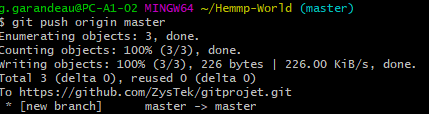 g.garandeau@PC-A1-02 MINGW64 ~/Hemmp-World (master)
$ git push origin master
Enumerating objects: 3, done.
Counting objects: 100% (3/3), done.
Writing objects: 100% (3/3), 226 bytes | 226.00 KiB/s, done.
Total 3 (delta 0), reused 0 (delta 0)
To https://github.com/ZysTek/gitprojet.git
 * [new branch]      master -> master